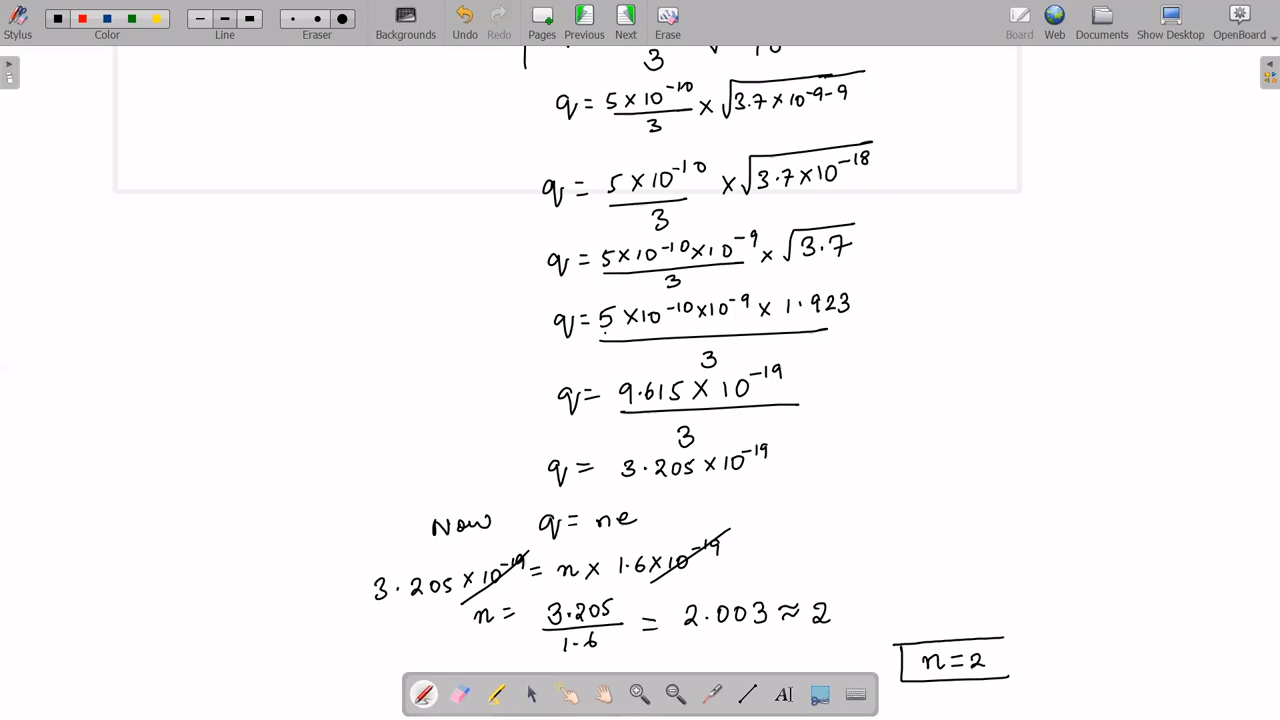 Stylus Color Line Eraser Backgrounds Undo Redo Pages Previous Next Erase Board Web Documents Show Desktop OpenBoard
3
q = 5 × 10⁻¹⁰ / 3 × √(3.7 × 10⁻⁹⁻⁹)
q = 5 × 10⁻¹⁰ / 3 × √(3.7 × 10⁻¹⁸)
q = 5 × 10⁻¹⁰ × 10⁻⁹ / 3 × √3.7
q = 5 × 10⁻¹⁰ × 10⁻⁹ × 1.923 / 3
q = 9.615 × 10⁻¹⁹ / 3
q = 3.205 × 10⁻¹⁹
Now q = ne
3.205 × 10⁻¹⁹ = n × 1.6 × 10⁻¹⁹
n = 3.205 / 1.6 = 2.003 ≈ 2
n = 2